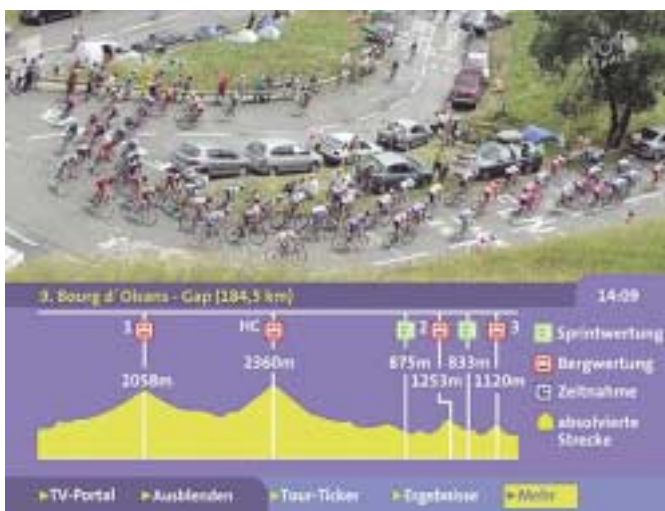 9. Bourg d'Oisans - Gap (184,5 km)
14:09
1
HC
2
3
2058m
2360m
875m
1253m
833m
1120m
Sprintwertung
Bergwertung
Zeitnahme
absolvierte
Strecke
TV-Portal
Ausblenden
Tour-Ticker
Ergebnisse
Mehr